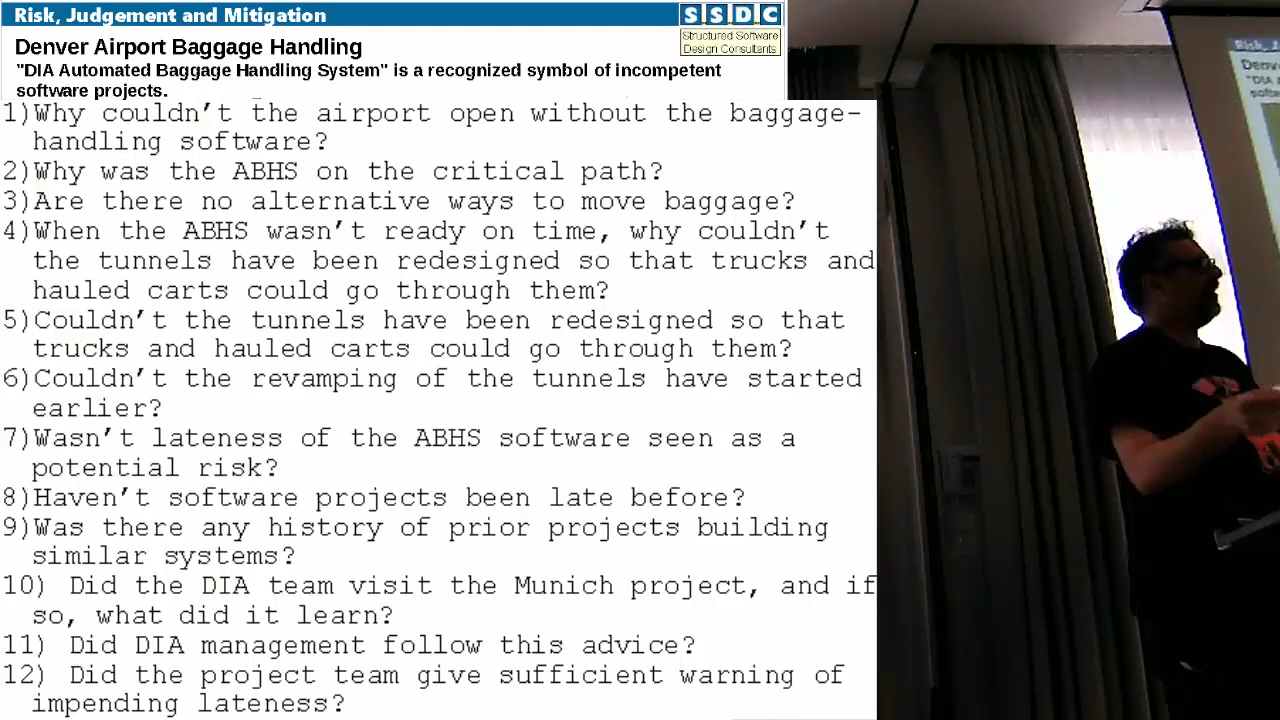 Risk, Judgement and Mitigation
SSDC
Structured Software
Design Consultants
Denver Airport Baggage Handling
"DIA Automated Baggage Handling System" is a recognized symbol of incompetent
software projects.
1)Why couldn't the airport open without the baggage-
handling software?
2)Why was the ABHS on the critical path?
3)Are there no alternative ways to move baggage?
4)When the ABHS wasn't ready on time, why couldn't
the tunnels have been redesigned so that trucks and
hauled carts could go through them?
5)Couldn't the tunnels have been redesigned so that
trucks and hauled carts could go through them?
6)Couldn't the revamping of the tunnels have started
earlier?
7)Wasn't lateness of the ABHS software seen as a
potential risk?
8)Haven't software projects been late before?
9)Was there any history of prior projects building
similar systems?
10) Did the DIA team visit the Munich project, and if
so, what did it learn?
11) Did DIA management follow this advice?
12) Did the project team give sufficient warning of
impending lateness?